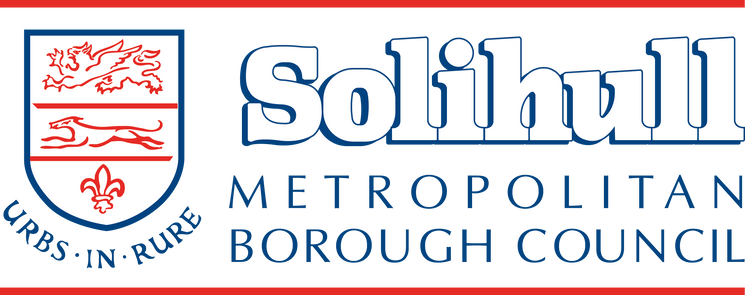 Solihull
METROPOLITAN
BOROUGH COUNCIL
URBS·IN·RURE